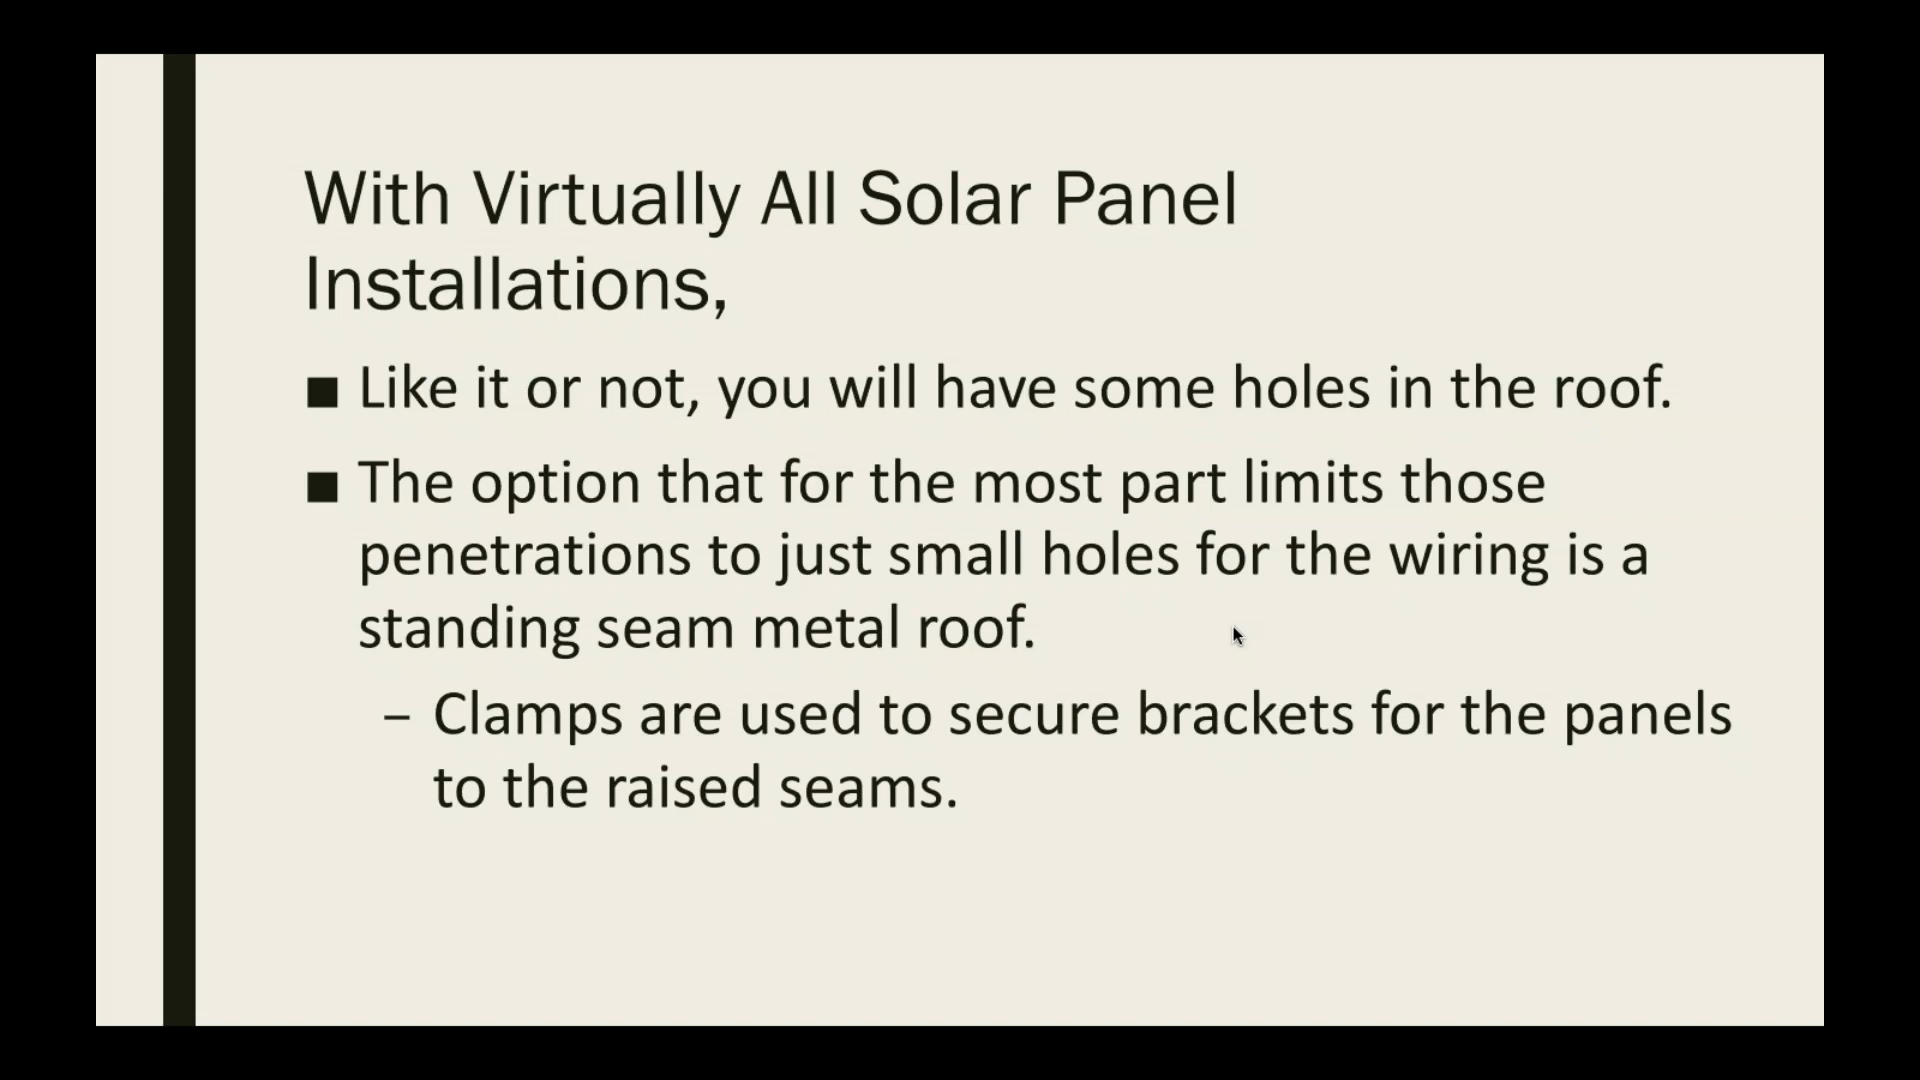 With Virtually All Solar Panel
Installations,
■ Like it or not, you will have some holes in the roof.
■ The option that for the most part limits those
penetrations to just small holes for the wiring is a
standing seam metal roof.
– Clamps are used to secure brackets for the panels
to the raised seams.